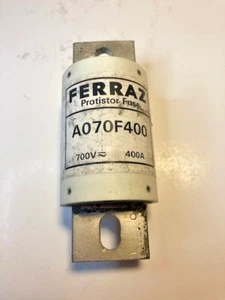 FERRAZ
Protistor Fuse
A070F400
700V ≂ 400A